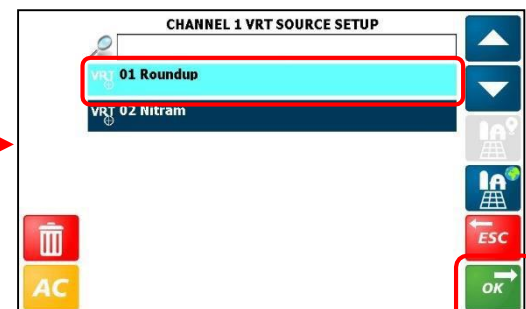 CHANNEL 1 VRT SOURCE SETUP
VRT 01 Roundup
VRT 02 Nitram
ESC
AC
OK